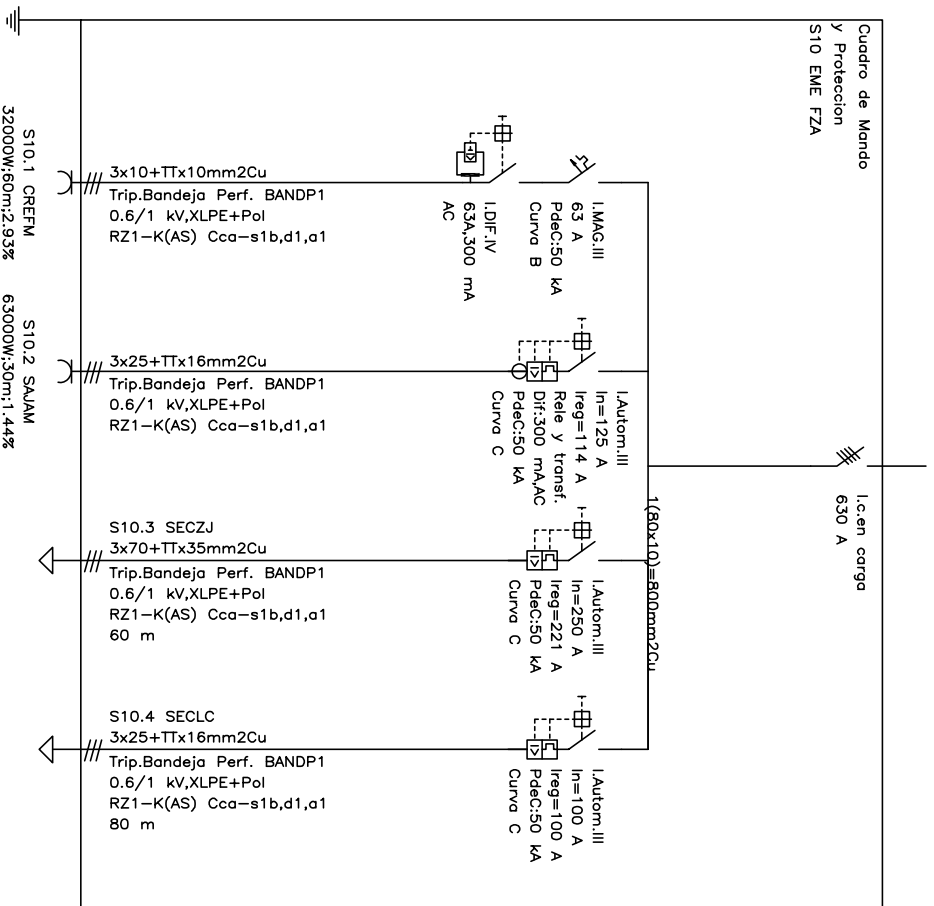 Cuadro de Mando
y Proteccion
S10 EME FZA
I.c.en carga
630 A
1(80x10)=800mm2Cu
I.MAG.III
63 A
PdeC:50 kA
Curva B
I.DIF.IV
63A,300 mA
AC
3x10+TTx10mm2Cu
Trip.Bandeja Perf. BANDP1
0.6/1 kV,XLPE+Pol
RZ1-K(AS) Cca-s1b,d1,a1
S10.1 CREFM
32000W;60m;2.93%
I.Autom.III
In=125 A
Ireg=114 A
Rele y transf.
Dif:300 mA,AC
PdeC:50 kA
Curva C
3x25+TTx16mm2Cu
Trip.Bandeja Perf. BANDP1
0.6/1 kV,XLPE+Pol
RZ1-K(AS) Cca-s1b,d1,a1
S10.2 SAJAM
63000W;30m;1.44%
I.Autom.III
In=250 A
Ireg=221 A
PdeC:50 kA
Curva C
S10.3 SECZJ
3x70+TTx35mm2Cu
Trip.Bandeja Perf. BANDP1
0.6/1 kV,XLPE+Pol
RZ1-K(AS) Cca-s1b,d1,a1
60 m
I.Autom.III
In=100 A
Ireg=100 A
PdeC:50 kA
Curva C
S10.4 SECLC
3x25+TTx16mm2Cu
Trip.Bandeja Perf. BANDP1
0.6/1 kV,XLPE+Pol
RZ1-K(AS) Cca-s1b,d1,a1
80 m